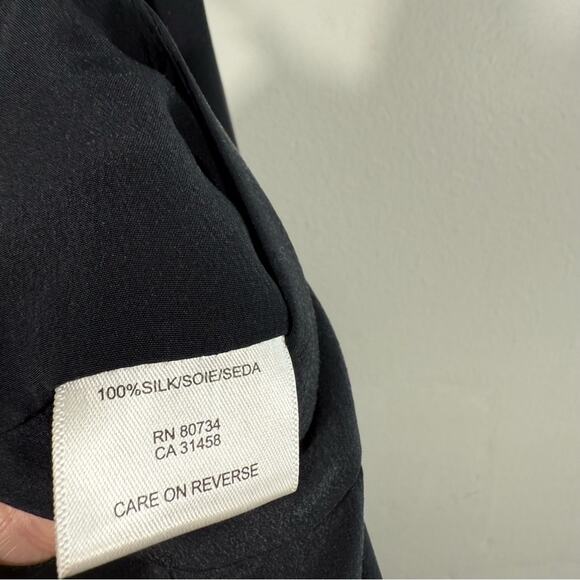 100%SILK/SOIE/SEDA
RN 80734
CA 31458
CARE ON REVERSE